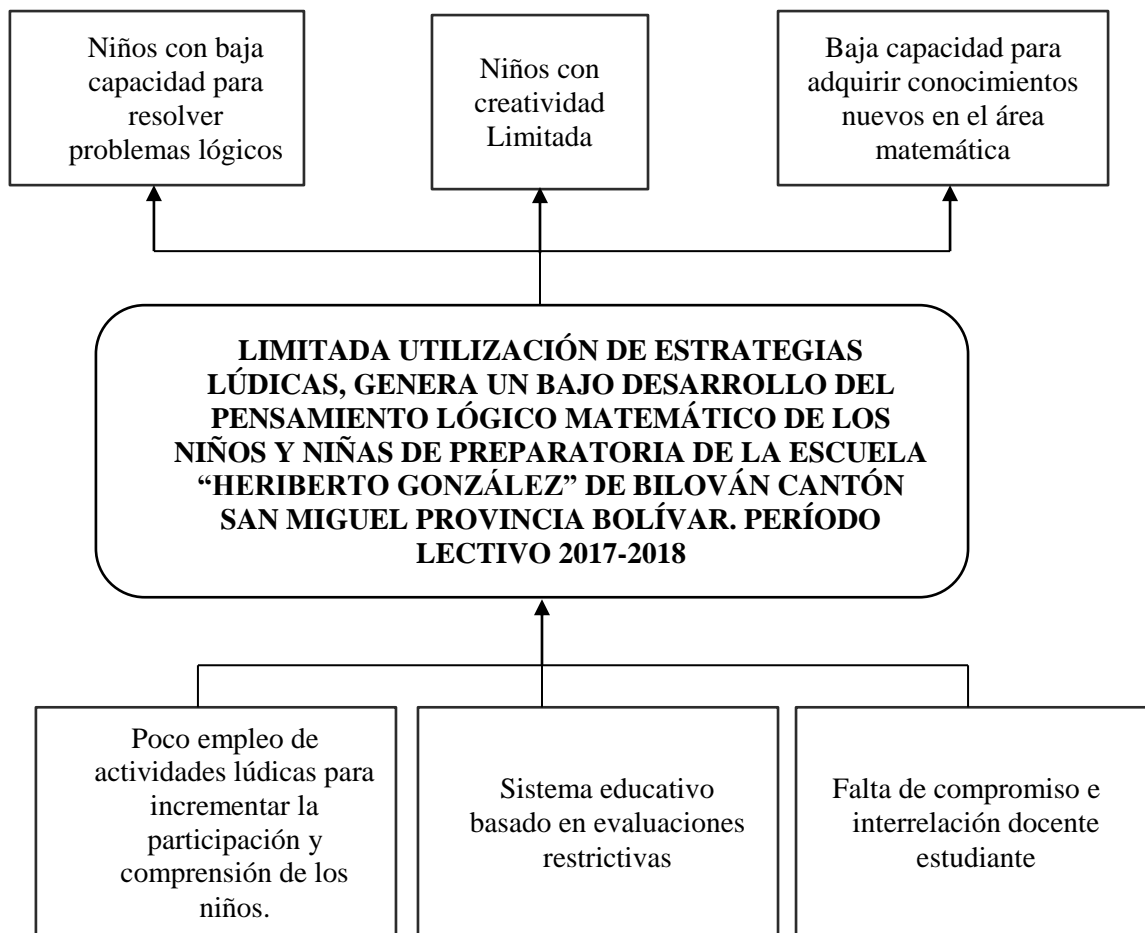 Niños con baja
capacidad para
resolver
problemas lógicos
Niños con
creatividad
Limitada
Baja capacidad para
adquirir conocimientos
nuevos en el área
matemática
LIMITADA UTILIZACIÓN DE ESTRATEGIAS
LÚDICAS, GENERA UN BAJO DESARROLLO DEL
PENSAMIENTO LÓGICO MATEMÁTICO DE LOS
NIÑOS Y NIÑAS DE PREPARATORIA DE LA ESCUELA
“HERIBERTO GONZÁLEZ” DE BILOVÁN CANTÓN
SAN MIGUEL PROVINCIA BOLÍVAR. PERÍODO
LECTIVO 2017-2018
Poco empleo de
actividades lúdicas para
incrementar la
participación y
comprensión de los
niños.
Sistema educativo
basado en evaluaciones
restrictivas
Falta de compromiso e
interrelación docente
estudiante